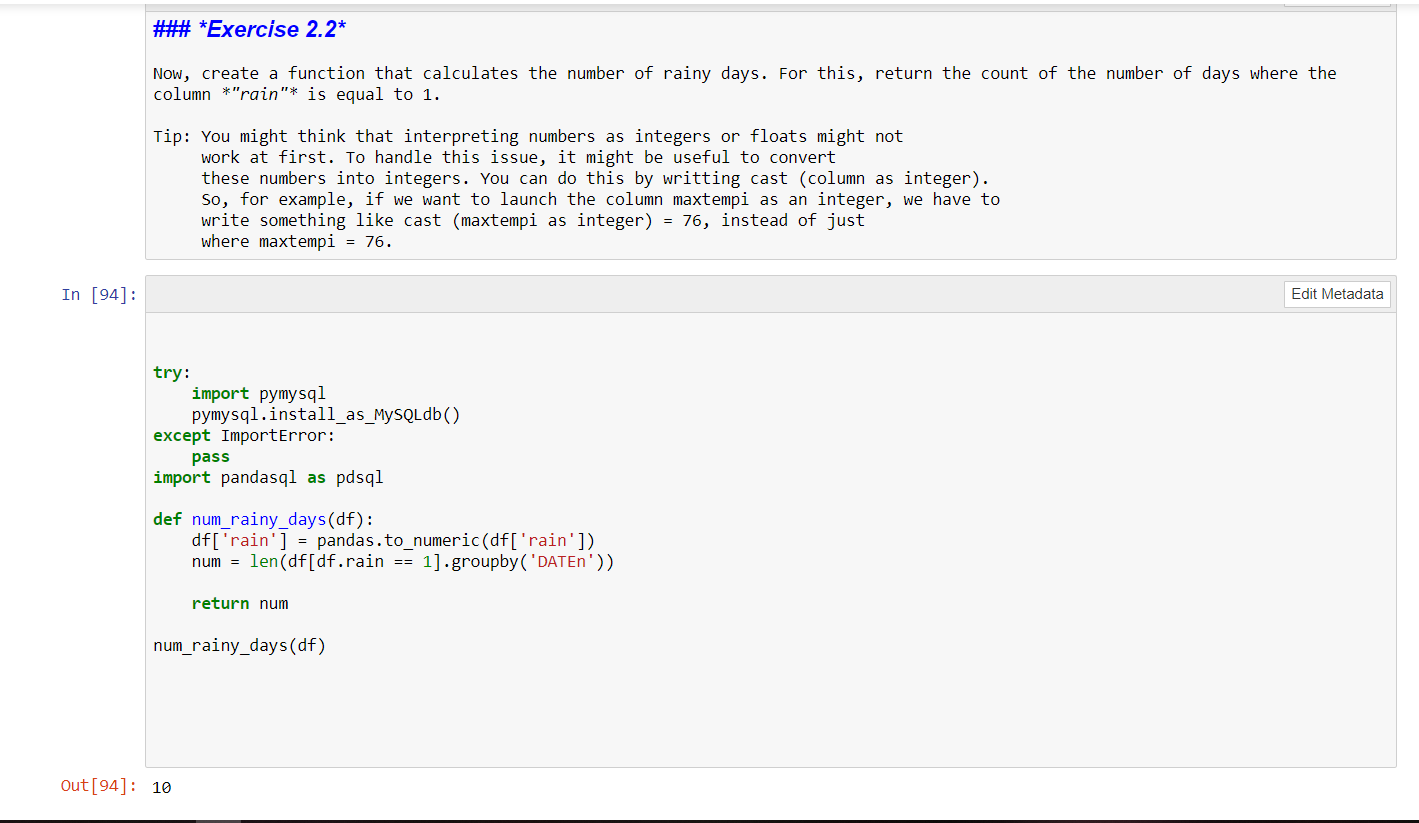 ### *Exercise 2.2*
Now, create a function that calculates the number of rainy days. For this, return the count of the number of days where the
column *"rain"* is equal to 1.
Tip: You might think that interpreting numbers as integers or floats might not
work at first. To handle this issue, it might be useful to convert
these numbers into integers. You can do this by writting cast (column as integer).
So, for example, if we want to launch the column maxtempi as an integer, we have to
write something like cast (maxtempi as integer) = 76, instead of just
where maxtempi = 76.
In [94]:
Edit Metadata
try:
    import pymysql
    pymysql.install_as_MySQLdb()
except ImportError:
    pass
import pandasql as pdsql
def num_rainy_days(df):
    df['rain'] = pandas.to_numeric(df['rain'])
    num = len(df[df.rain == 1].groupby('DATEn'))
    return num
num_rainy_days(df)
Out[94]: 10